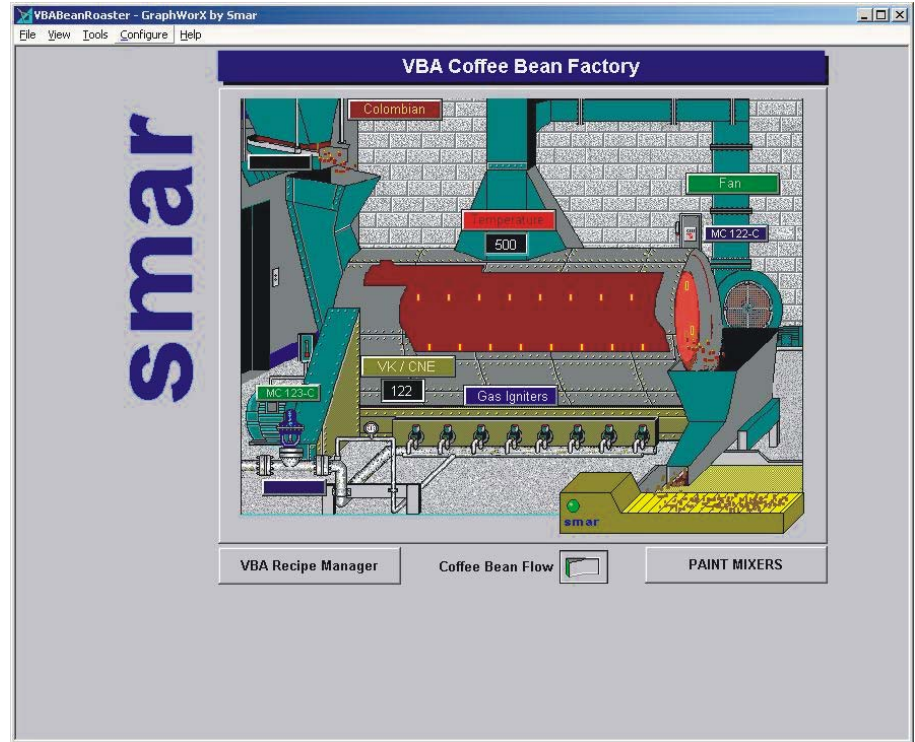 VBABeanRoaster - GraphWorX by Smar
File View Tools Configure Help
VBA Coffee Bean Factory
smar
Colombian
Fan
Temperature
500
MC 122-C
VK / CNE
122
MC 123-C
Gas Igniters
smar
VBA Recipe Manager
Coffee Bean Flow
PAINT MIXERS